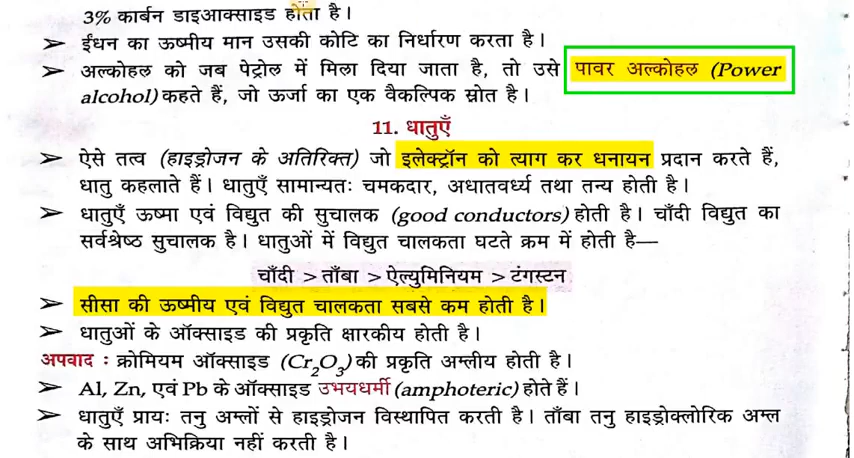 3% कार्बन डाइआक्साइड होता है।
➢ ईंधन का ऊष्मीय मान उसकी कोटि का निर्धारण करता है।
➢ अल्कोहल को जब पेट्रोल में मिला दिया जाता है, तो उसे पावर अल्कोहल (Power
alcohol) कहते हैं, जो ऊर्जा का एक वैकल्पिक स्रोत है।
11. धातुएँ
➢ ऐसे तत्व (हाइड्रोजन के अतिरिक्त) जो इलेक्ट्रॉन को त्याग कर धनायन प्रदान करते हैं,
धातु कहलाते हैं। धातुएँ सामान्यतः चमकदार, अघातवर्ध्य तथा तन्य होती है।
➢ धातुएँ ऊष्मा एवं विद्युत की सुचालक (good conductors) होती है। चाँदी विद्युत का
सर्वश्रेष्ठ सुचालक है। धातुओं में विद्युत चालकता घटते क्रम में होती है—
चाँदी > ताँबा > ऐल्युमिनियम > टंगस्टन
➢ सीसा की ऊष्मीय एवं विद्युत चालकता सबसे कम होती है।
➢ धातुओं के ऑक्साइड की प्रकृति क्षारकीय होती है।
अपवाद : क्रोमियम ऑक्साइड (Cr₂O₃) की प्रकृति अम्लीय होती है।
➢ Al, Zn, एवं Pb के ऑक्साइड उभयधर्मी (amphoteric) होते हैं।
➢ धातुएँ प्रायः तनु अम्लों से हाइड्रोजन विस्थापित करती है। ताँबा तनु हाइड्रोक्लोरिक अम्ल
के साथ अभिक्रिया नहीं करती है।